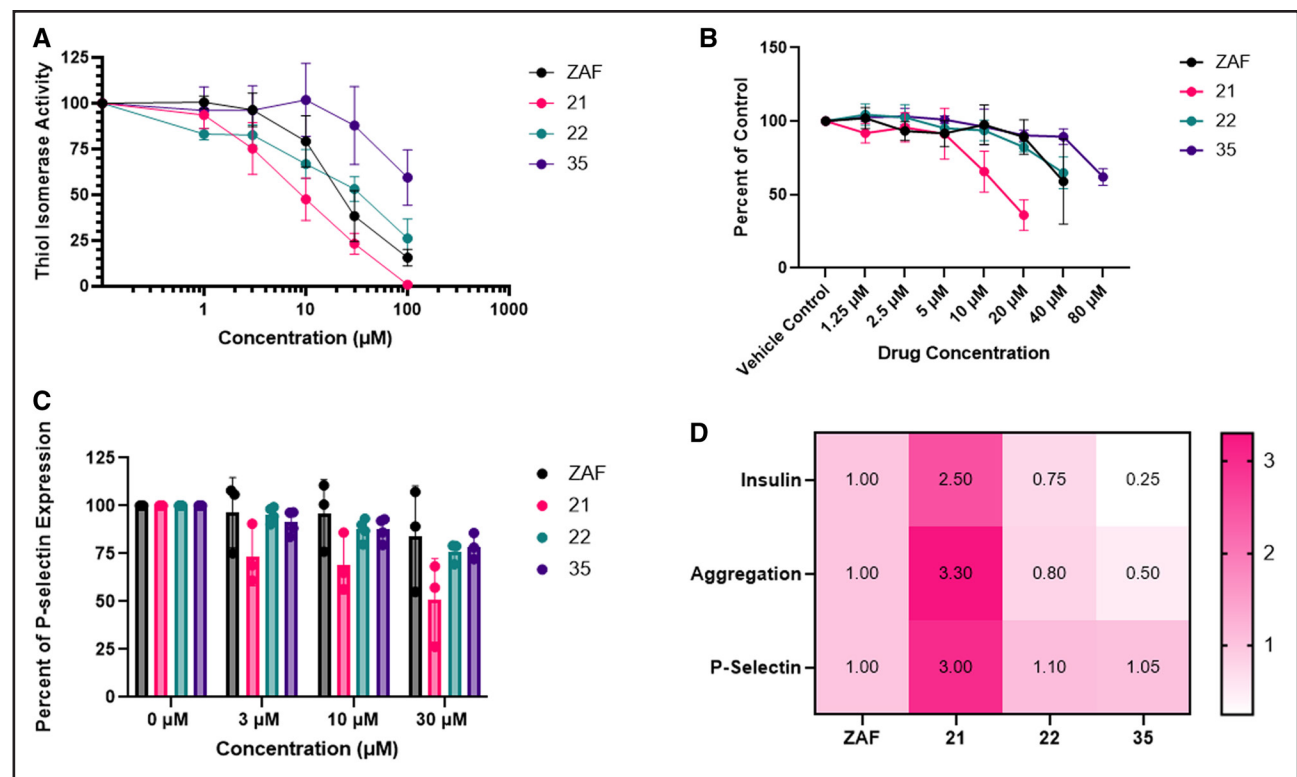 A
Thiol Isomerase Activity
125
100
75
50
25
0
1 10 100 1000
Concentration (µM)
ZAF
21
22
35
B
Percent of Control
150
100
50
0
Vehicle Control
1.25 µM
2.5 µM
5 µM
10 µM
20 µM
40 µM
80 µM
Drug Concentration
ZAF
21
22
35
C
Percent of P-selectin Expression
125
100
75
50
25
0
0 µM 3 µM 10 µM 30 µM
Concentration (µM)
ZAF
21
22
35
D
Insulin 1.00 2.50 0.75 0.25
Aggregation 1.00 3.30 0.80 0.50
P-Selectin 1.00 3.00 1.10 1.05
ZAF 21 22 35
3
2
1